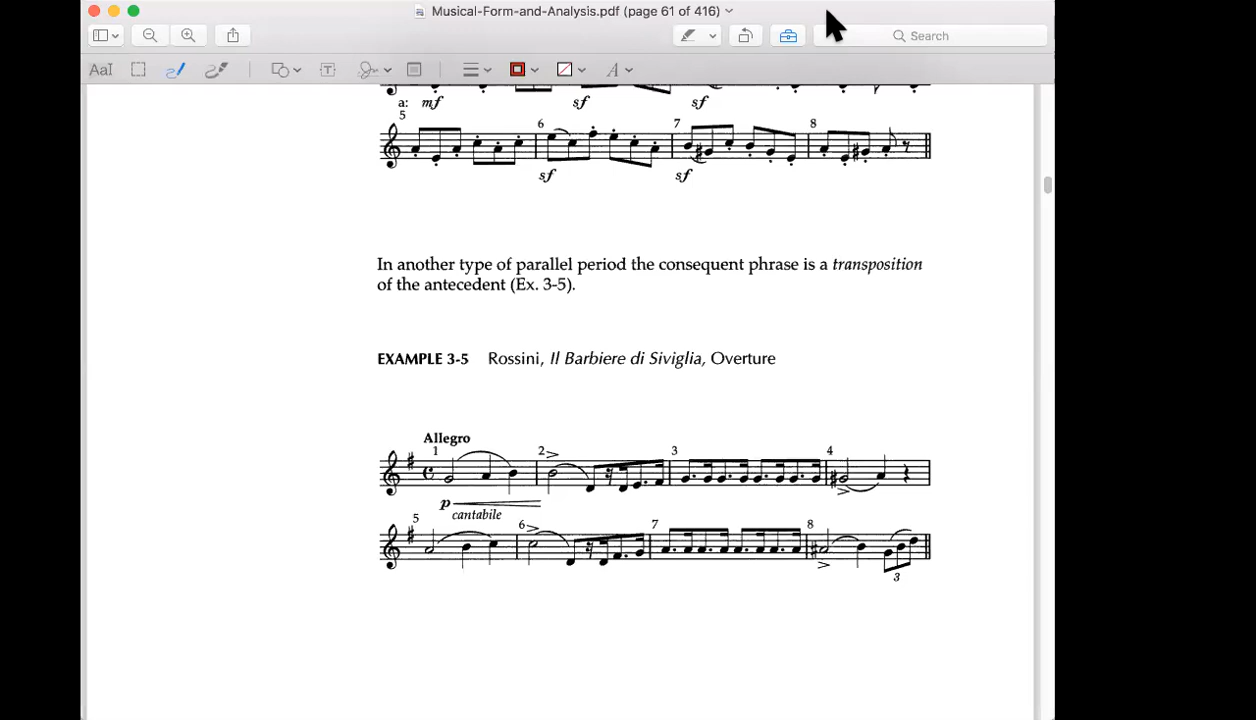 Musical-Form-and-Analysis.pdf (page 61 of 416)
Search
AaI
T
A
a: mf sf sf
5 6 7 8
sf sf
In another type of parallel period the consequent phrase is a transposition
of the antecedent (Ex. 3-5).
EXAMPLE 3-5 Rossini, Il Barbiere di Siviglia, Overture
Allegro
1 2 3 4
p
cantabile
5 6 7 8
3